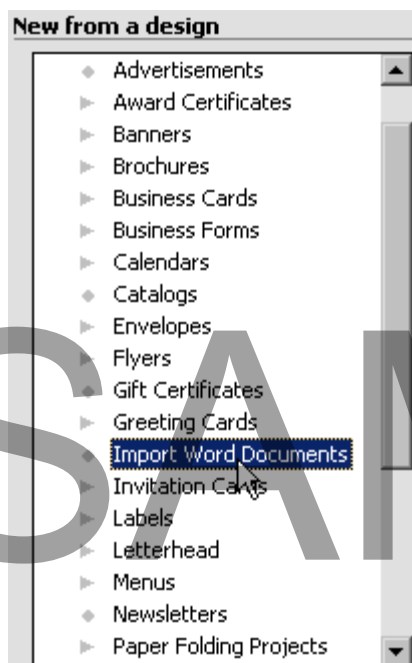 New from a design
Advertisements
Award Certificates
Banners
Brochures
Business Cards
Business Forms
Calendars
Catalogs
Envelopes
Flyers
Gift Certificates
Greeting Cards
Import Word Documents
Invitation Cards
Labels
Letterhead
Menus
Newsletters
Paper Folding Projects
SAM